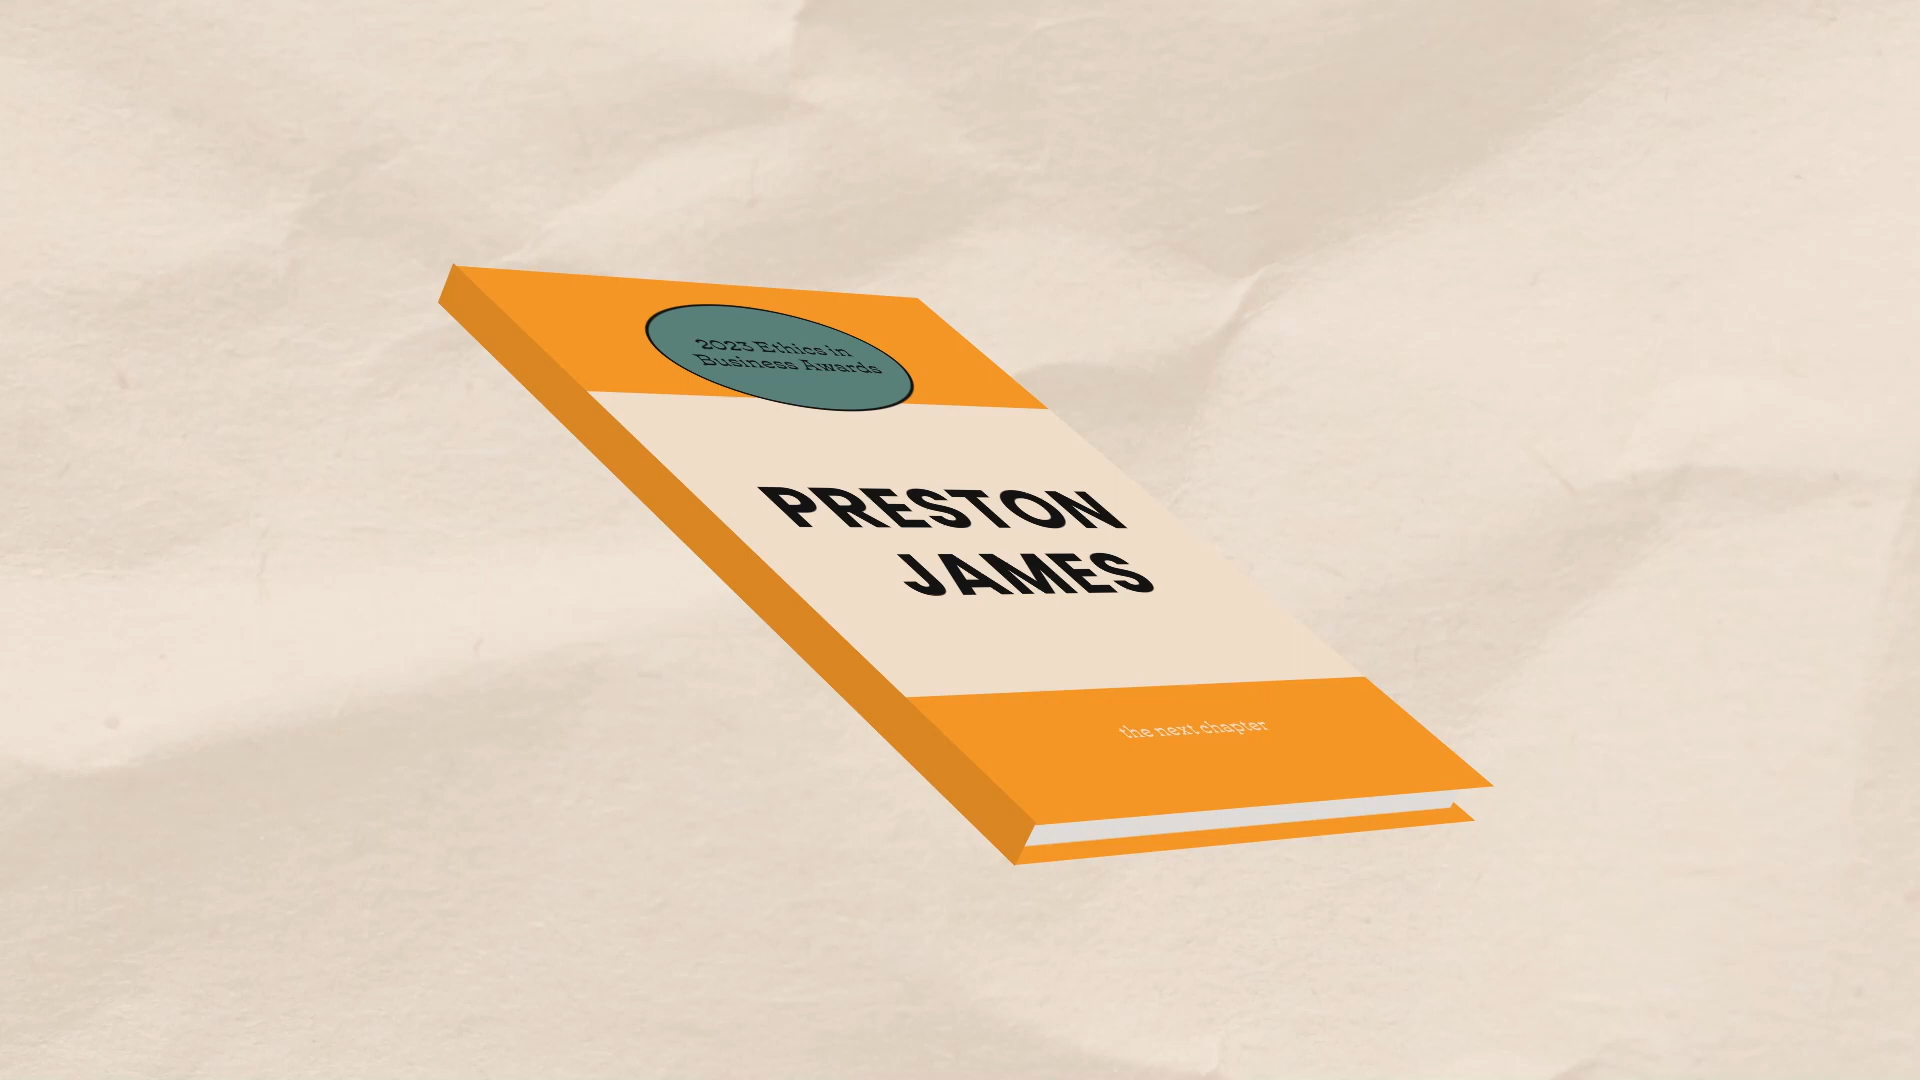 2023 Ethics in
Business Awards
PRESTON
JAMES
the next chapter